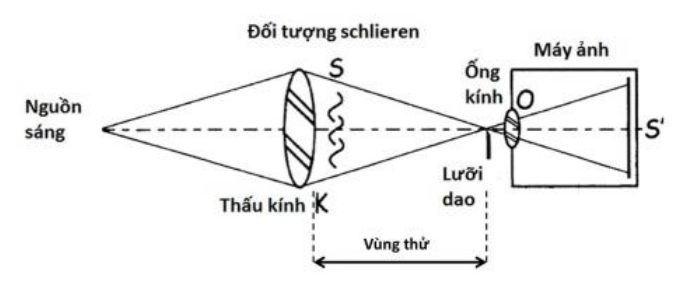 Đối tượng schlieren
Máy ảnh
S
Ống
kính
O
Nguồn
sáng
S'
Lưỡi
dao
Thấu kính K
Vùng thử